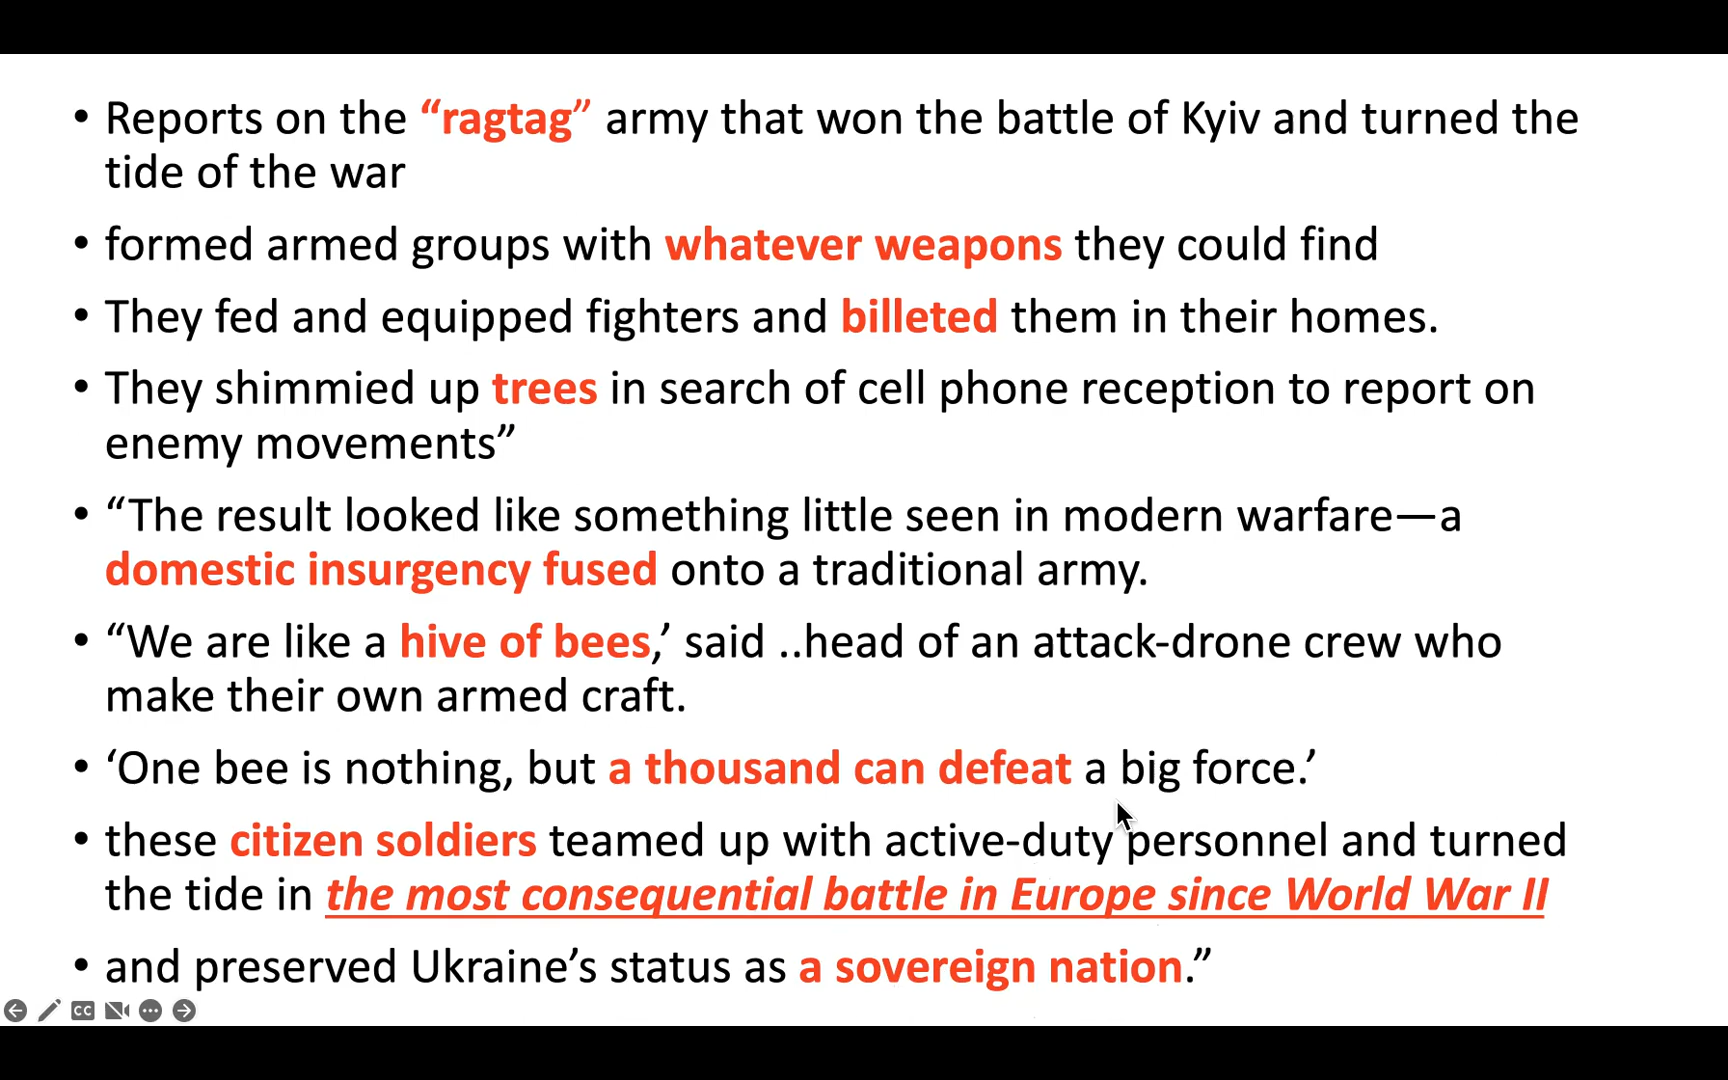 • Reports on the “ragtag” army that won the battle of Kyiv and turned the
tide of the war
• formed armed groups with whatever weapons they could find
• They fed and equipped fighters and billeted them in their homes.
• They shimmied up trees in search of cell phone reception to report on
enemy movements”
• “The result looked like something little seen in modern warfare—a
domestic insurgency fused onto a traditional army.
• “We are like a hive of bees,’ said ..head of an attack-drone crew who
make their own armed craft.
• ‘One bee is nothing, but a thousand can defeat a big force.’
• these citizen soldiers teamed up with active-duty personnel and turned
the tide in the most consequential battle in Europe since World War II
• and preserved Ukraine’s status as a sovereign nation.”
CC